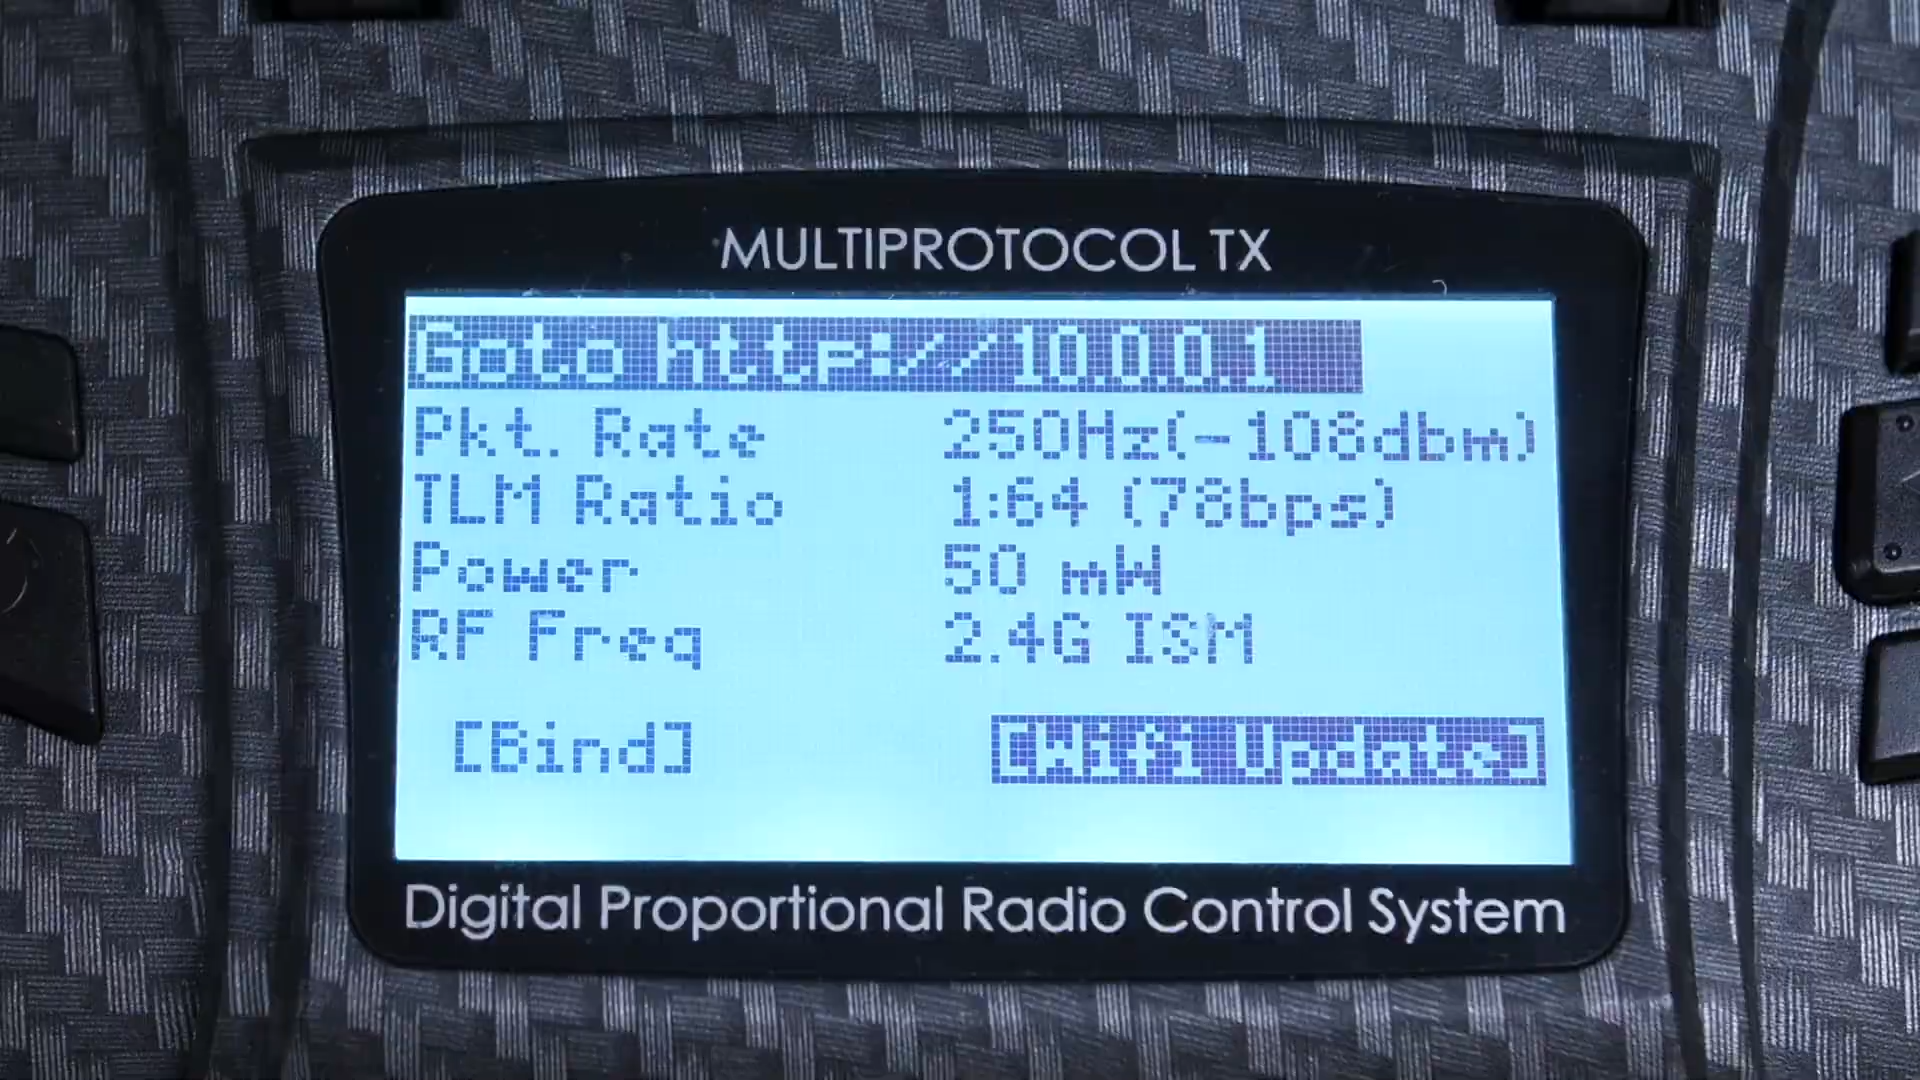 MULTIPROTOCOL TX
Goto http://10.0.0.1
Pkt. Rate 250Hz(-108dbm)
TLM Ratio 1:64 (78bps)
Power 50 mW
RF Freq 2.4G ISM
[Bind] [Wifi Update]
Digital Proportional Radio Control System